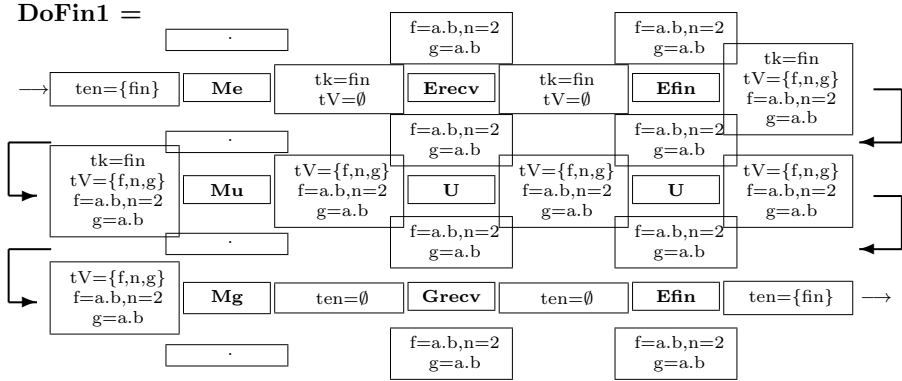 DoFin1 =
f=a.b,n=2 f=a.b,n=2
. g=a.b g=a.b
ten={fin} Me tk=fin Erecv tk=fin Efin tk=fin
tV=∅ tV=∅ tV={f,n,g}
f=a.b,n=2
g=a.b
. f=a.b,n=2 f=a.b,n=2
g=a.b g=a.b
tk=fin
tV={f,n,g} Mu tV={f,n,g} U tV={f,n,g} U tV={f,n,g}
f=a.b,n=2 f=a.b,n=2 f=a.b,n=2 f=a.b,n=2
g=a.b g=a.b g=a.b g=a.b
. f=a.b,n=2 f=a.b,n=2
g=a.b g=a.b
tV={f,n,g}
f=a.b,n=2 Mg ten=∅ Grecv ten=∅ Efin ten={fin}
g=a.b
. f=a.b,n=2 f=a.b,n=2
g=a.b g=a.b